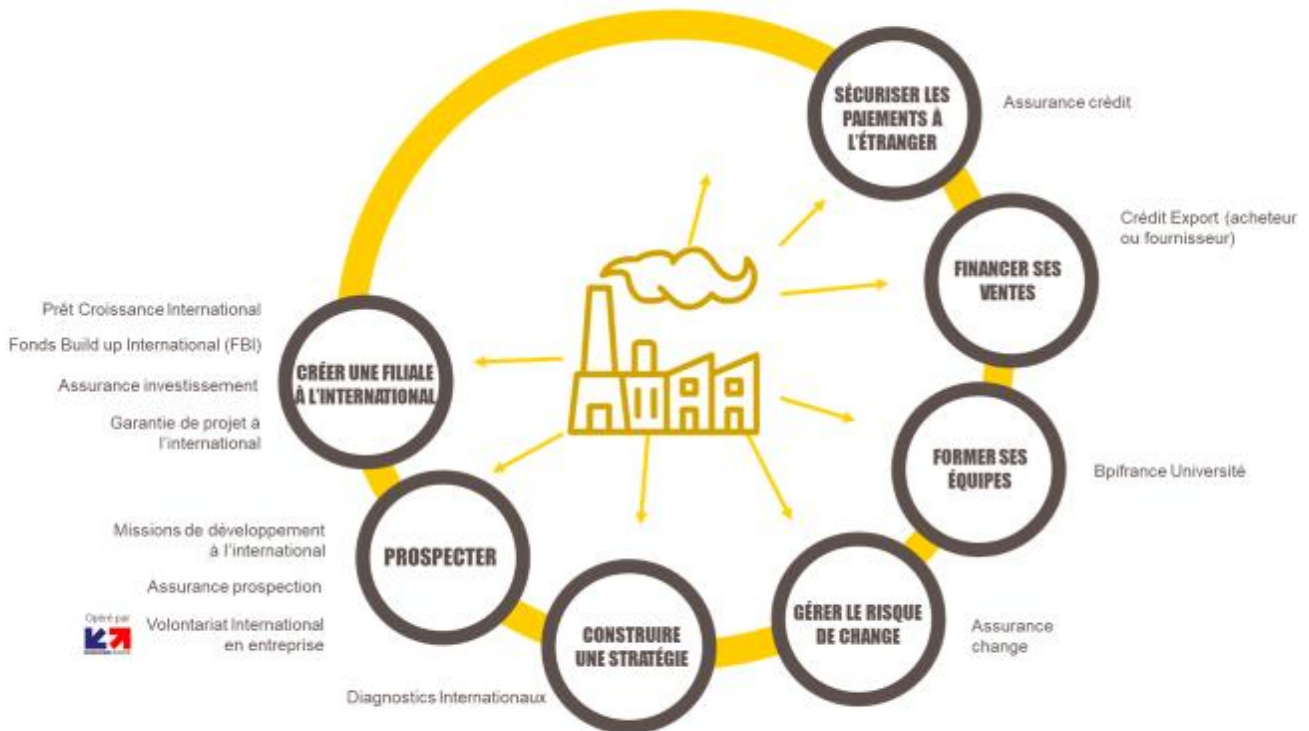 SÉCURISER LES
PAIEMENTS À
L'ÉTRANGER
Assurance crédit
FINANCER SES
VENTES
Crédit Export (acheteur
ou fournisseur)
FORMER SES
ÉQUIPES
Bpifrance Université
GÉRER LE RISQUE
DE CHANGE
Assurance
change
CONSTRUIRE
UNE STRATÉGIE
Diagnostics Internationaux
PROSPECTER
Missions de développement
à l'international
Assurance prospection
Opéré par
Volontariat International
en entreprise
CRÉER UNE FILIALE
À L'INTERNATIONAL
Prêt Croissance International
Fonds Build up International (FBI)
Assurance investissement
Garantie de projet à
l'international